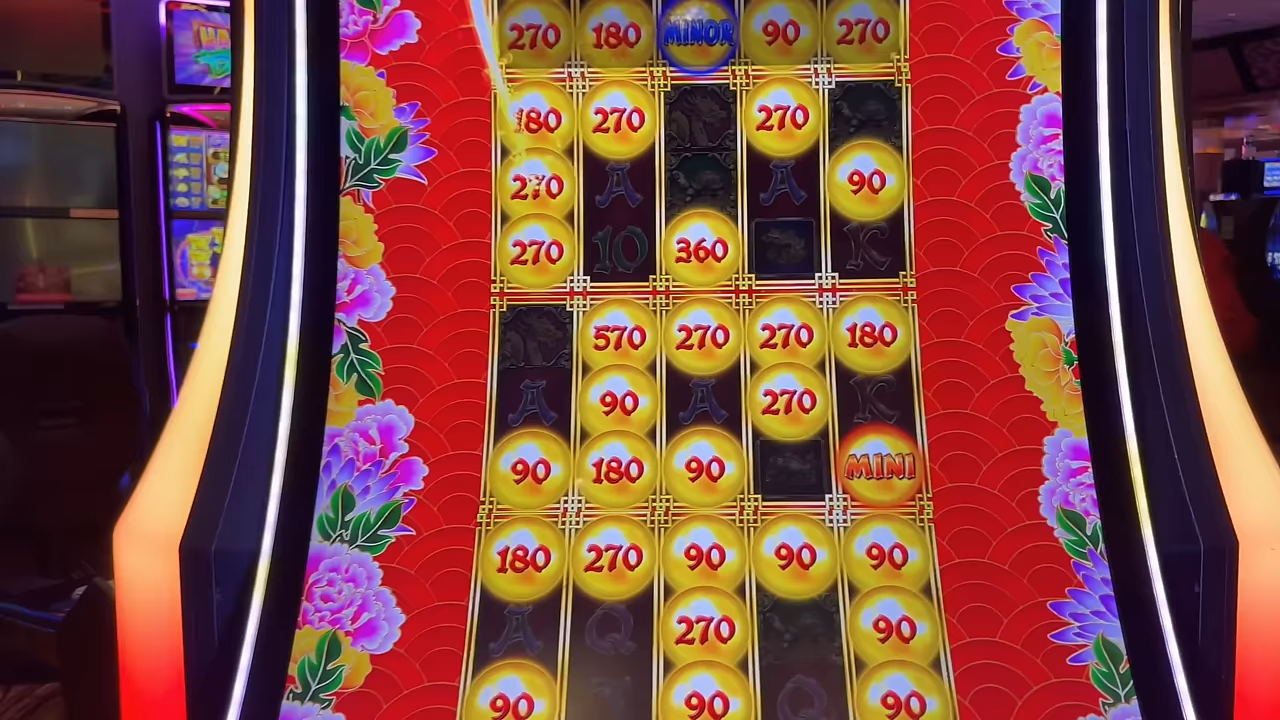 270 180 MINOR 90 270
180 270 270
270 A A 90
270 10 360 K
570 270 270 180
A 90 A 270 K
90 180 90 MINI
180 270 90 90 90
A Q 270 90
90 90 Q 90